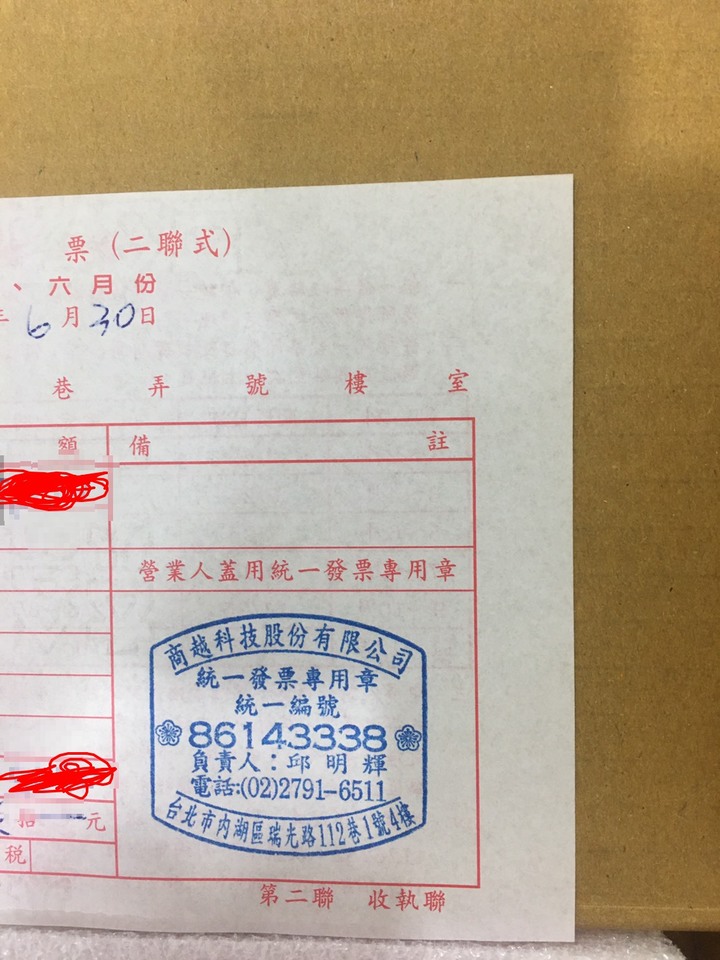 票（二聯式）
、六月份
年6月30日
巷 弄 號 樓 室
額 備 註
營業人蓋用統一發票專用章
商越科技股份有限公司
統一發票專用章
統一編號
86143338
負責人：邱明輝
電話:(02)2791-6511
台北市內湖區瑞光路112巷1號4樓
拾 元
稅
第二聯 收執聯